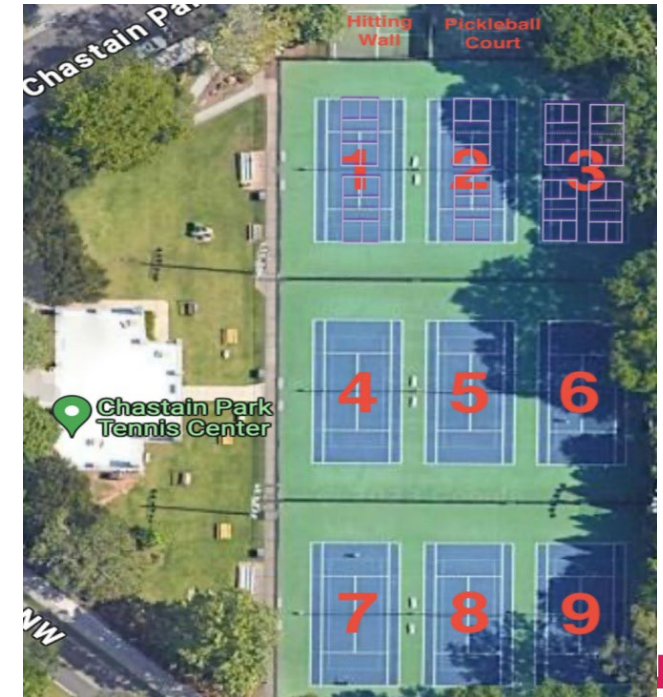 Chastain Pa
Hitting
Wall
Pickleball
Court
1
2
3
4
5
6
Chastain Park
Tennis Center
7
8
9
NW